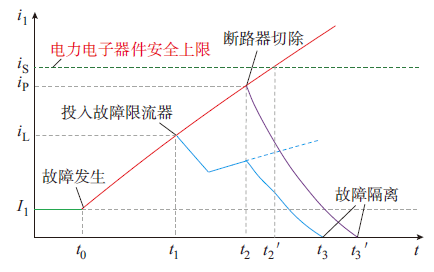 i₁
断路器切除
电力电子器件安全上限
iS
iP
投入故障限流器
iL
故障发生
故障隔离
I₁
t₀ t₁ t₂ t₂′ t₃ t₃′ t